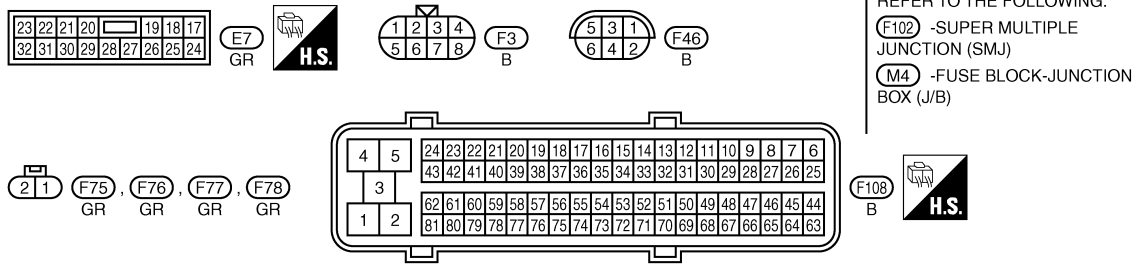 REFER TO THE FOLLOWING.
F102 -SUPER MULTIPLE
JUNCTION (SMJ)
M4 -FUSE BLOCK-JUNCTION
BOX (J/B)
23 22 21 20 19 18 17
32 31 30 29 28 27 26 25 24
E7
GR
H.S.
1 2 3 4
5 6 7 8
F3
B
5 3 1
6 4 2
F46
B
2 1
F75 , F76 , F77 , F78
GR GR GR GR
4 5
3
1 2
24 23 22 21 20 19 18 17 16 15 14 13 12 11 10 9 8 7 6
43 42 41 40 39 38 37 36 35 34 33 32 31 30 29 28 27 26 25
62 61 60 59 58 57 56 55 54 53 52 51 50 49 48 47 46 45 44
81 80 79 78 77 76 75 74 73 72 71 70 69 68 67 66 65 64 63
F108
B
H.S.